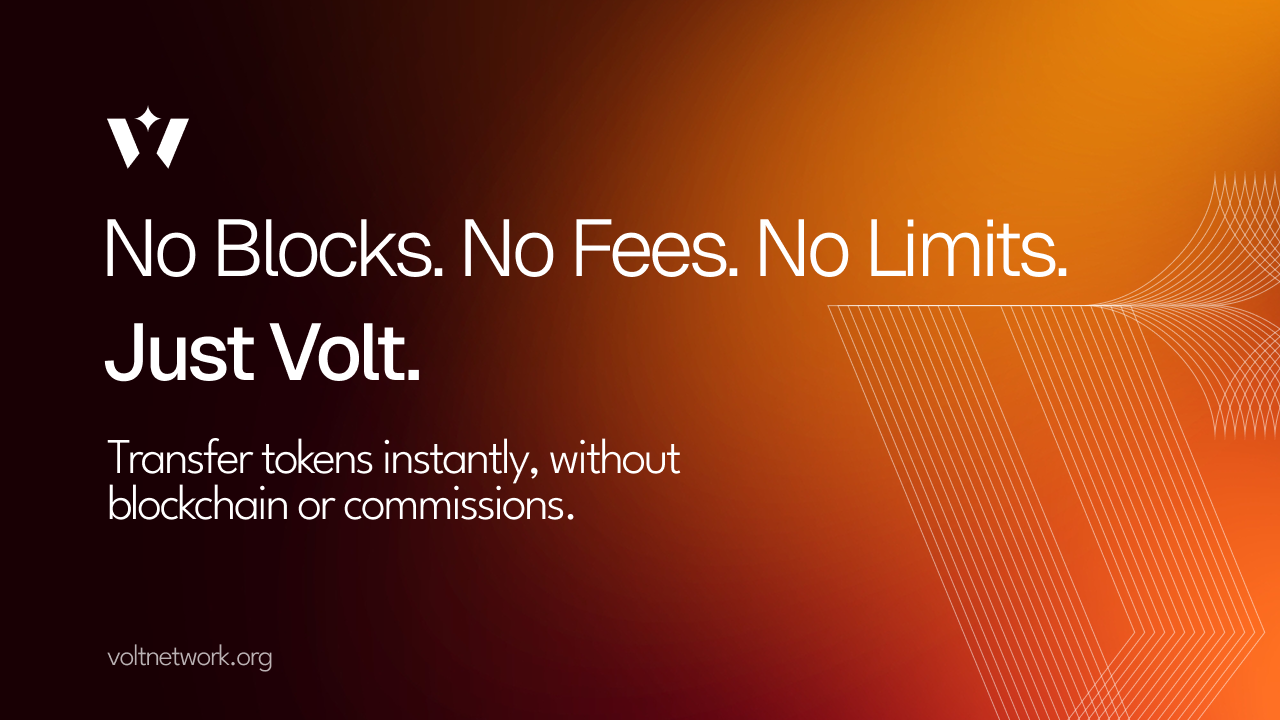 No Blocks. No Fees. No Limits.
Just Volt.
Transfer tokens instantly, without
blockchain or commissions.
voltnetwork.org